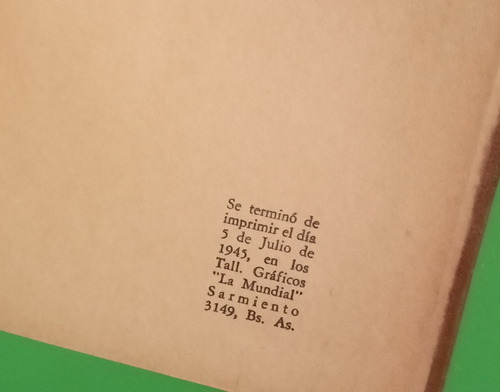 Se terminó de
imprimir el día
5 de Julio de
1945, en los
Tall. Gráficos
"La Mundial"
Sarmiento
3149, Bs. As.